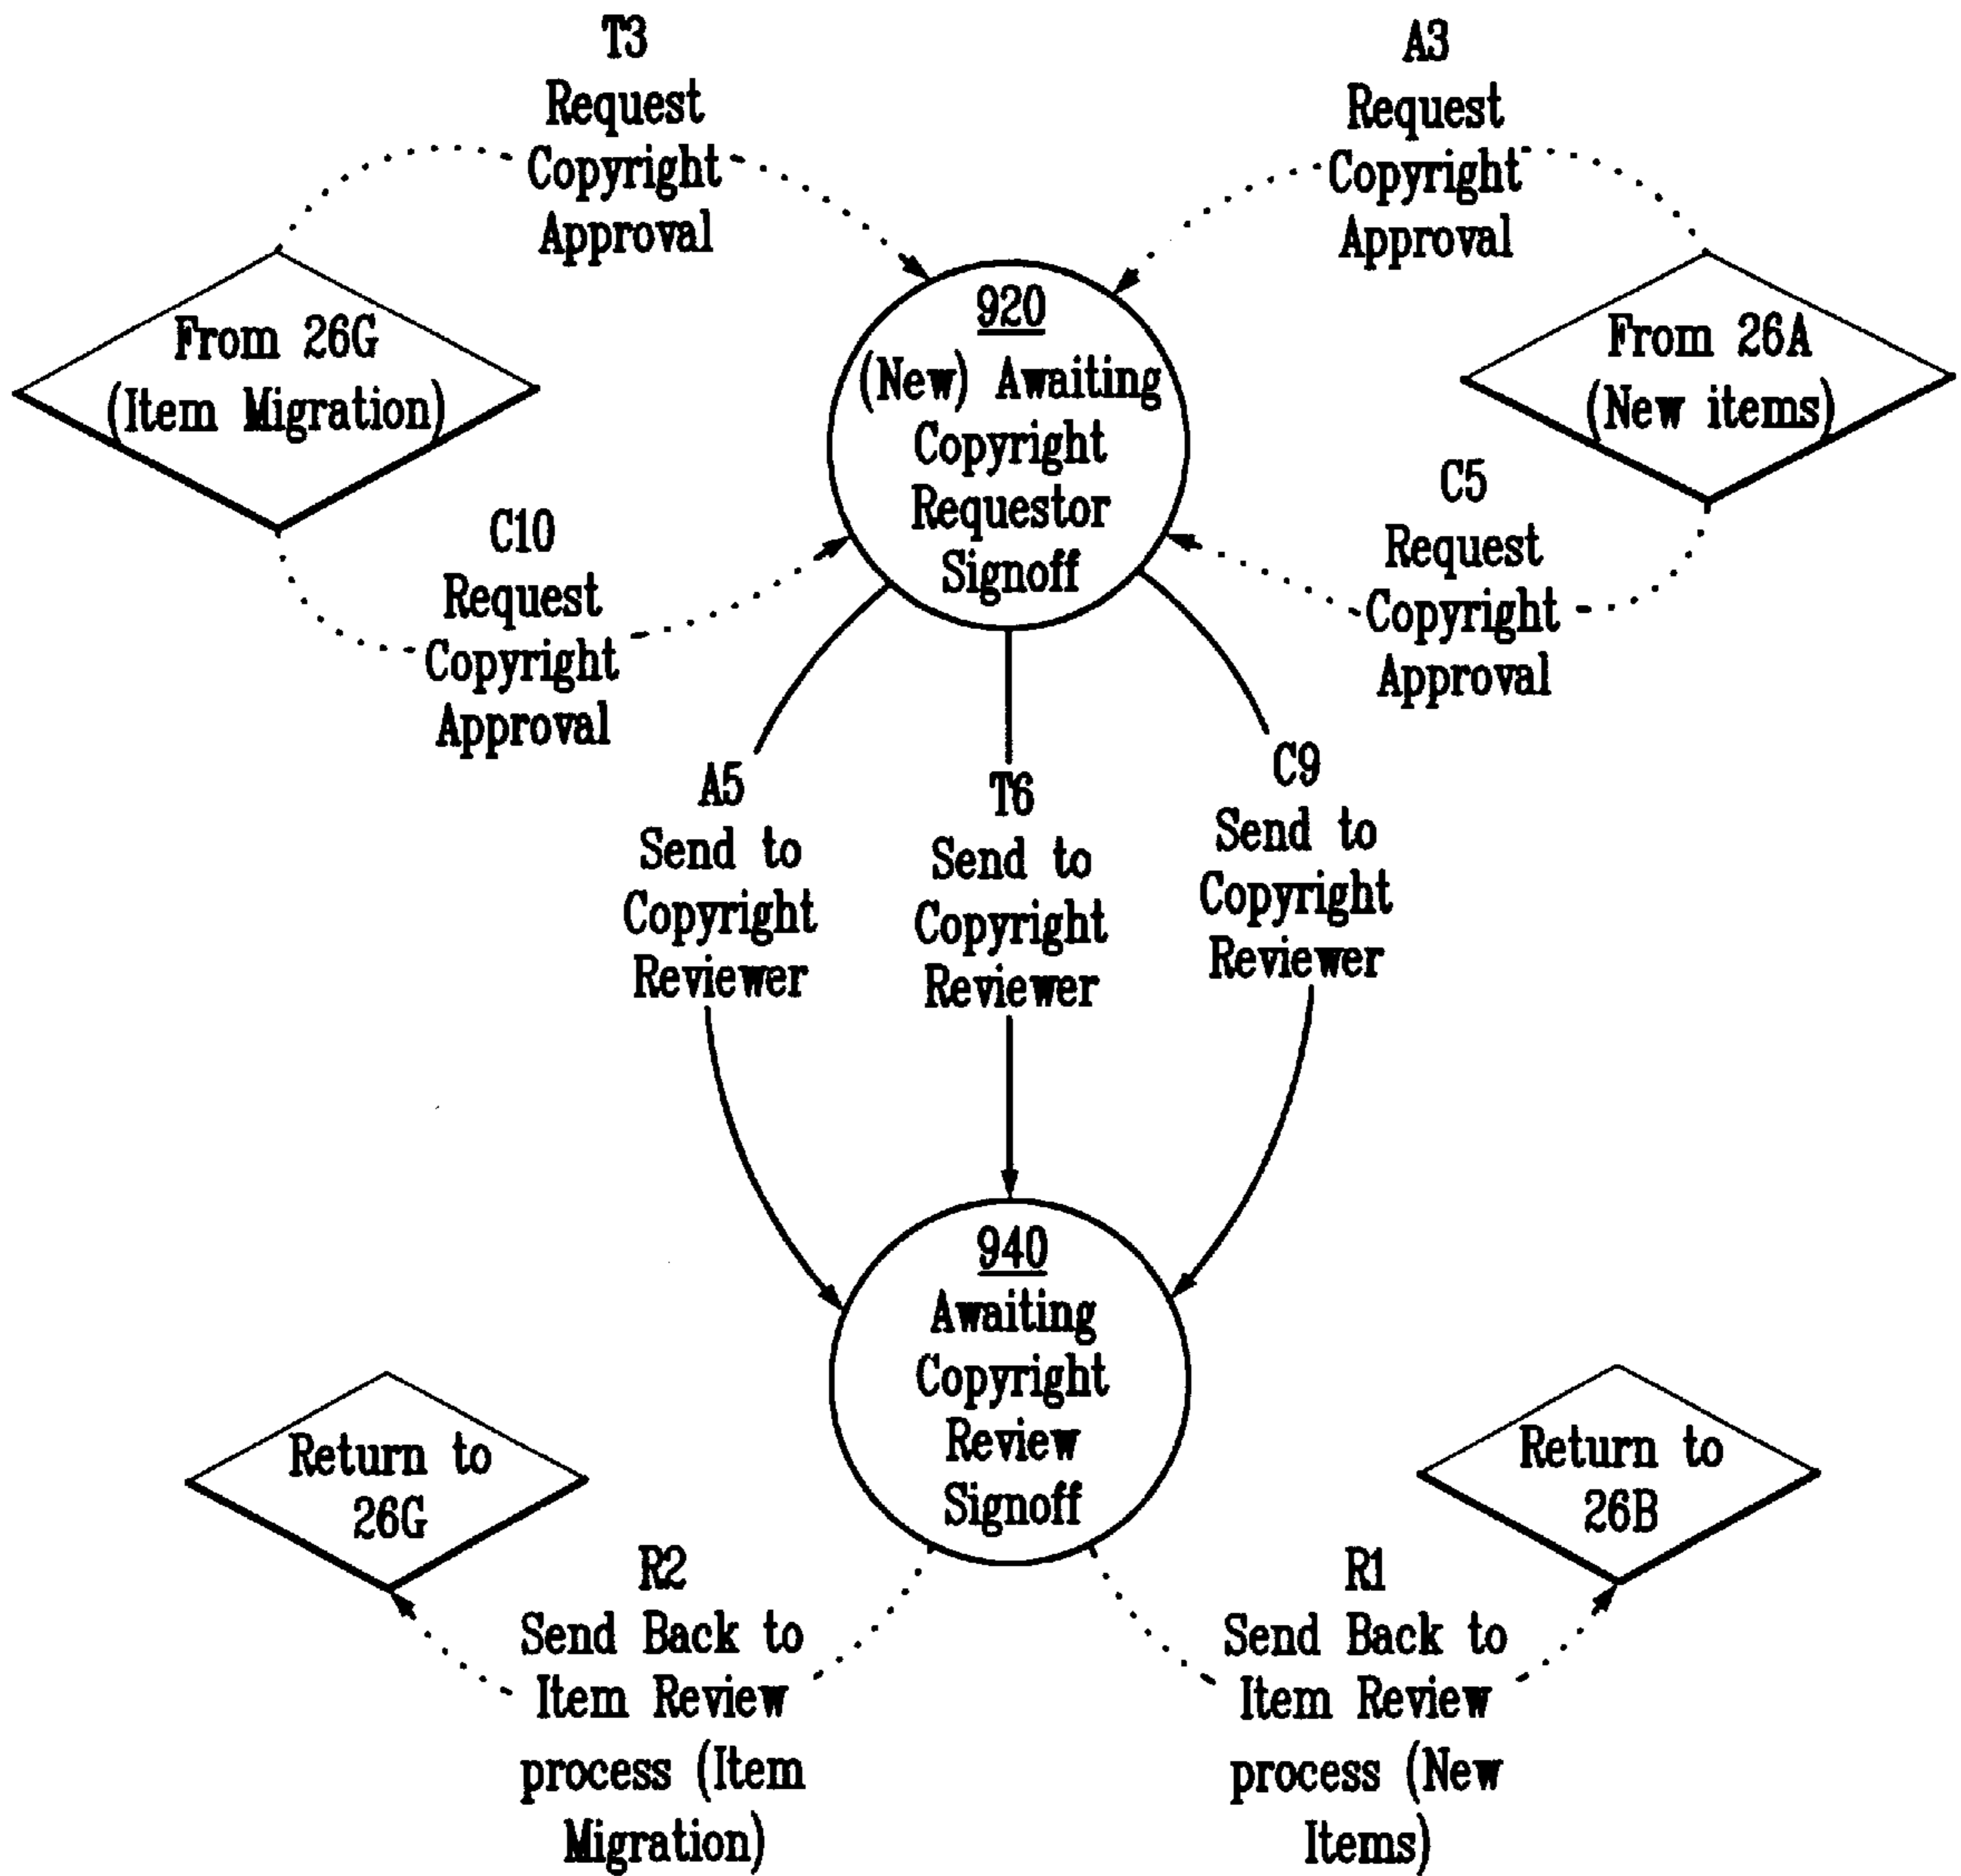 T3
Request
Copyright
Approval
A3
Request
Copyright
Approval
From 26G
(Item Migration)
920
(New) Awaiting
Copyright
Requestor
Signoff
From 26A
(New items)
C10
Request
Copyright
Approval
C5
Request
Copyright
Approval
A5
Send to
Copyright
Reviewer
T6
Send to
Copyright
Reviewer
C9
Send to
Copyright
Reviewer
940
Awaiting
Copyright
Review
Signoff
Return to
26G
Return to
26B
R2
Send Back to
Item Review
process (Item
Migration)
R1
Send Back to
Item Review
process (New
Items)